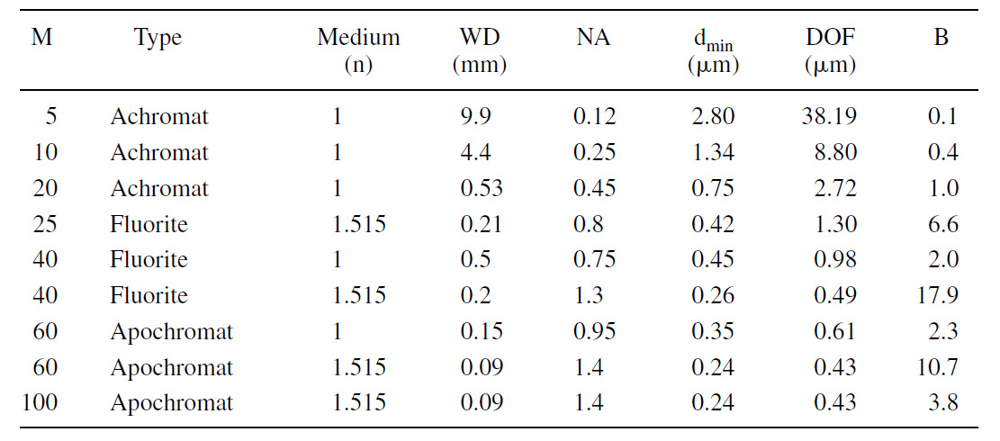 M Type Medium (n) WD (mm) NA dmin (μm) DOF (μm) B
5 Achromat 1 9.9 0.12 2.80 38.19 0.1
10 Achromat 1 4.4 0.25 1.34 8.80 0.4
20 Achromat 1 0.53 0.45 0.75 2.72 1.0
25 Fluorite 1.515 0.21 0.8 0.42 1.30 6.6
40 Fluorite 1 0.5 0.75 0.45 0.98 2.0
40 Fluorite 1.515 0.2 1.3 0.26 0.49 17.9
60 Apochromat 1 0.15 0.95 0.35 0.61 2.3
60 Apochromat 1.515 0.09 1.4 0.24 0.43 10.7
100 Apochromat 1.515 0.09 1.4 0.24 0.43 3.8